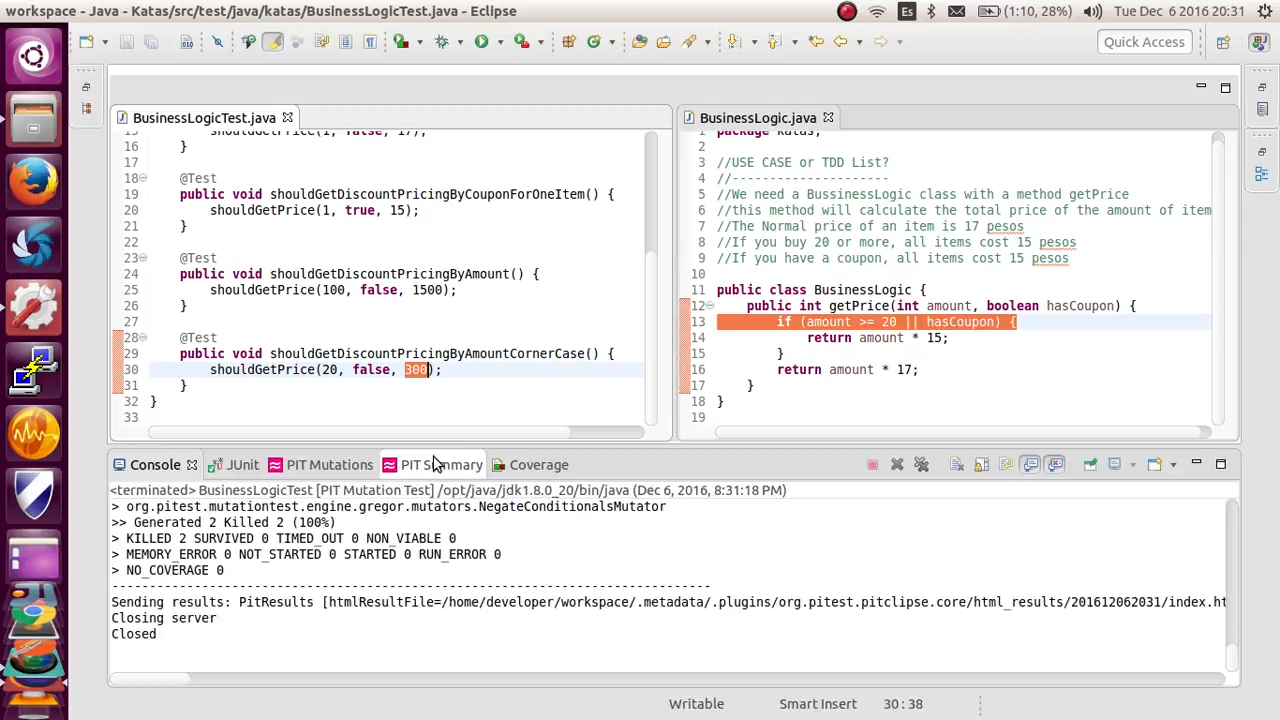 workspace - Java - Katas/src/test/java/katas/BusinessLogicTest.java - Eclipse
Es
(1:10, 28%)
Tue Dec 6 2016 20:31
Quick Access
BusinessLogicTest.java
15 shouldGetPrice(1, false, 17);
16 }
17
18 @Test
19 public void shouldGetDiscountPricingByCouponForOneItem() {
20 shouldGetPrice(1, true, 15);
21 }
22
23 @Test
24 public void shouldGetDiscountPricingByAmount() {
25 shouldGetPrice(100, false, 1500);
26 }
27
28 @Test
29 public void shouldGetDiscountPricingByAmountCornerCase() {
30 shouldGetPrice(20, false, 300);
31 }
32 }
33
BusinessLogic.java
1 package katas;
2
3 //USE CASE or TDD List?
4 //---------------------
5 //We need a BussinessLogic class with a method getPrice
6 //this method will calculate the total price of the amount of item
7 //The Normal price of an item is 17 pesos
8 //If you buy 20 or more, all items cost 15 pesos
9 //If you have a coupon, all items cost 15 pesos
10
11 public class BusinessLogic {
12 public int getPrice(int amount, boolean hasCoupon) {
13 if (amount >= 20 || hasCoupon) {
14 return amount * 15;
15 }
16 return amount * 17;
17 }
18 }
19
Console JUnit PIT Mutations PIT Summary Coverage
<terminated> BusinessLogicTest [PIT Mutation Test] /opt/java/jdk1.8.0_20/bin/java (Dec 6, 2016, 8:31:18 PM)
> org.pitest.mutationtest.engine.gregor.mutators.NegateConditionalsMutator
>> Generated 2 Killed 2 (100%)
> KILLED 2 SURVIVED 0 TIMED_OUT 0 NON_VIABLE 0
> MEMORY_ERROR 0 NOT_STARTED 0 STARTED 0 RUN_ERROR 0
> NO_COVERAGE 0
--------------------------------------------------------------------------------
Sending results: PitResults [htmlResultFile=/home/developer/workspace/.metadata/.plugins/org.pitest.pitclipse.core/html_results/201612062031/index.ht
Closing server
Closed
Writable
Smart Insert
30 : 38